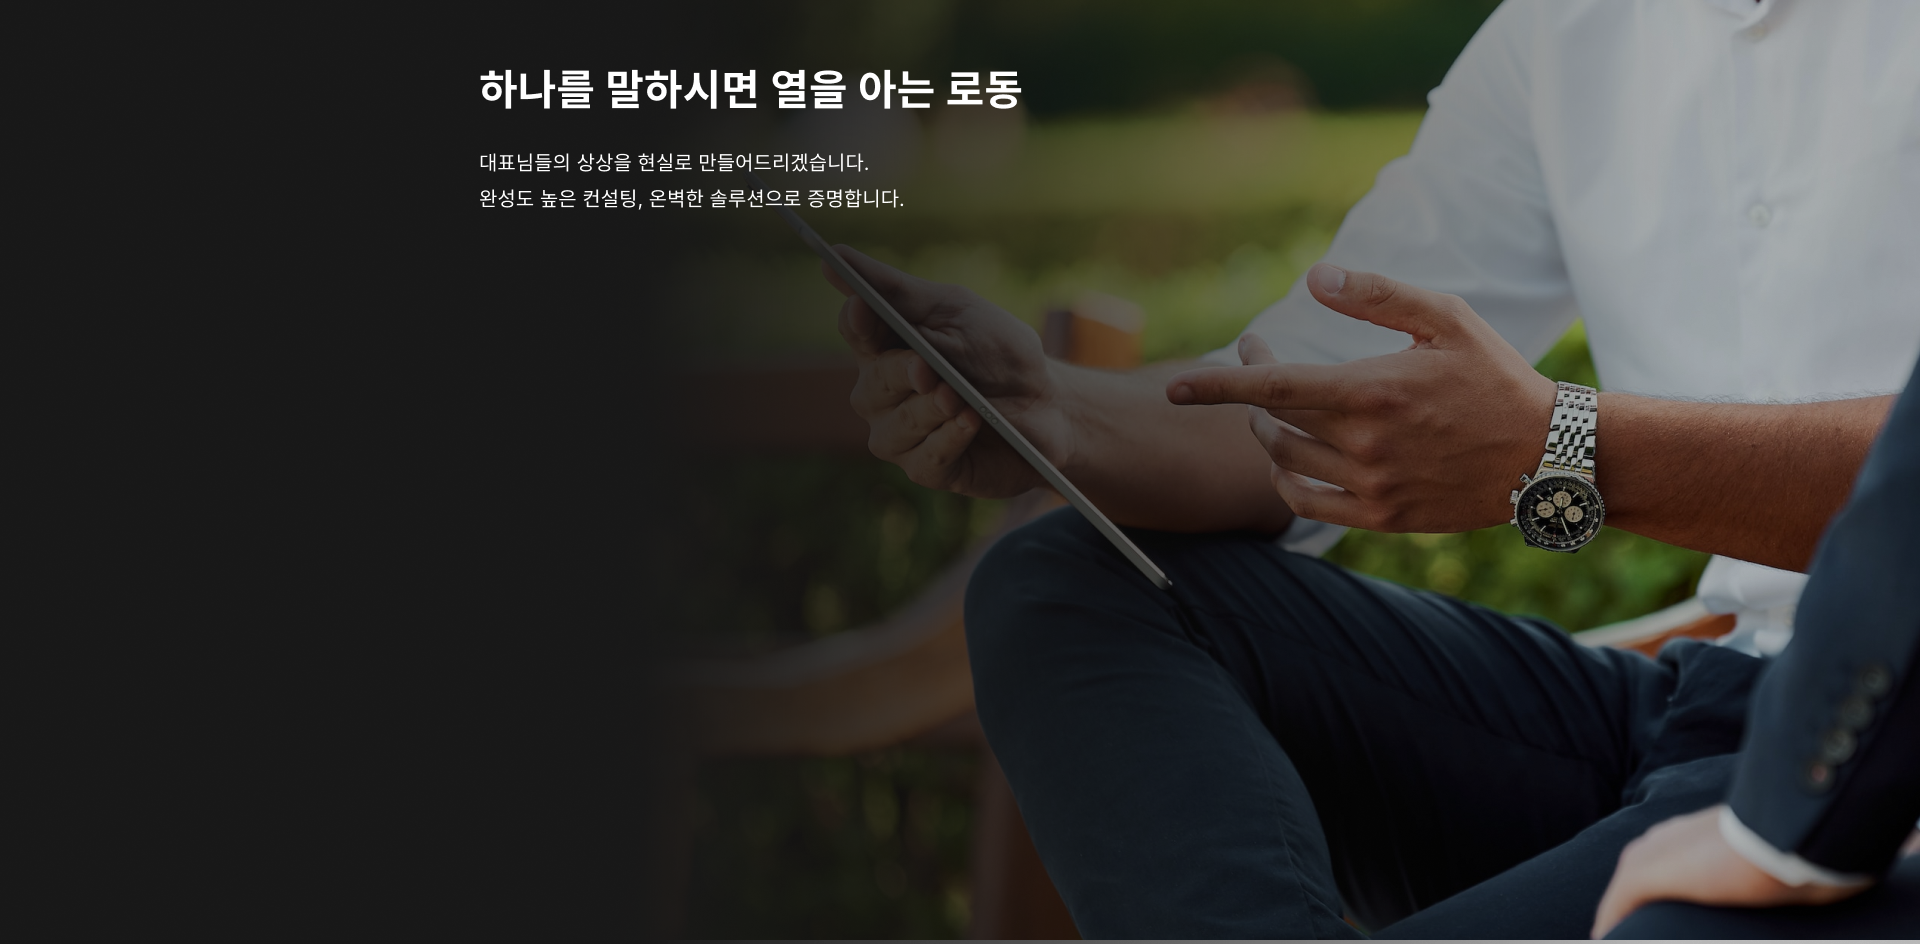 하나를 말하시면 열을 아는 로동
대표님들의 상상을 현실로 만들어드리겠습니다.
완성도 높은 컨설팅, 온벽한 솔루션으로 증명합니다.